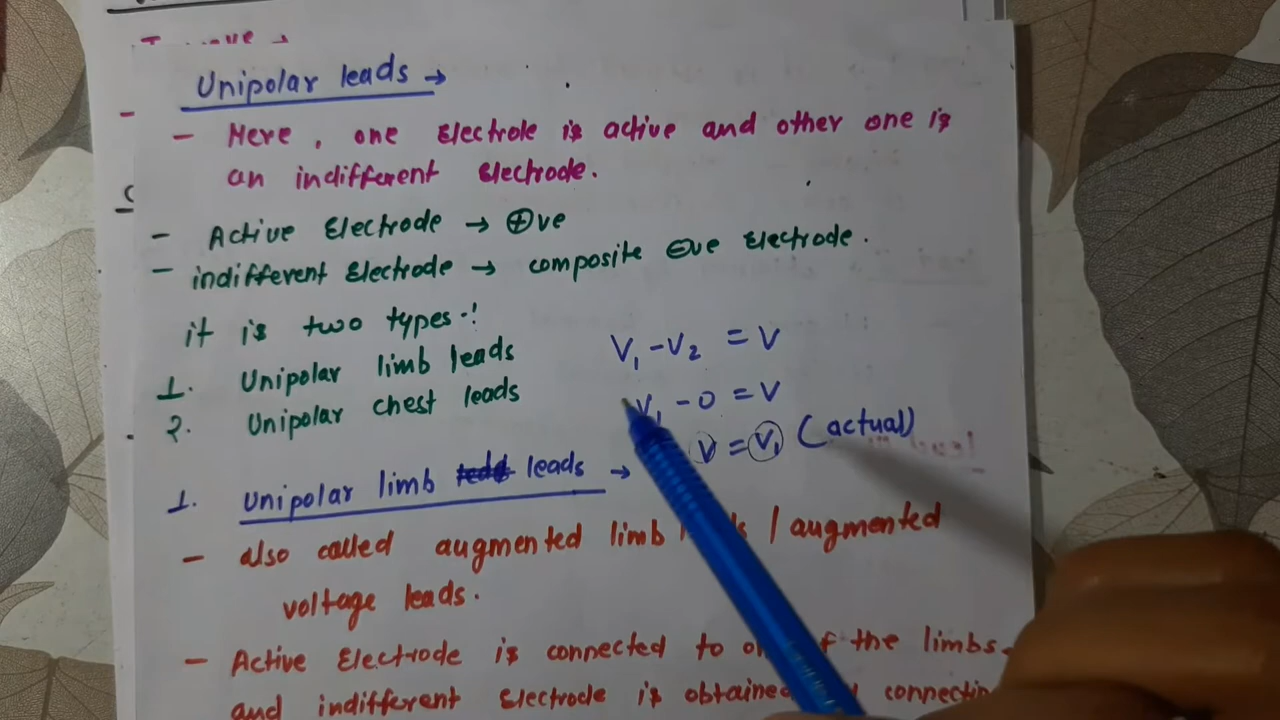 Unipolar leads →
- Here, one Electrole is active and other one is
an indifferent Electrode.
- Active Electrode → ⊕ve
- indifferent Electrode → composite ⊖ve Electrode.
it is two types -!
1. Unipolar limb leads
2. Unipolar chest leads
V₁ - V₂ = V
V₁ - 0 = V
V = V₁ (actual)
1. Unipolar limb leads →
- also called augmented limb / augmented
voltage leads.
- Active Electrode is connected to the limbs.
and indifferent Electrode is obtained